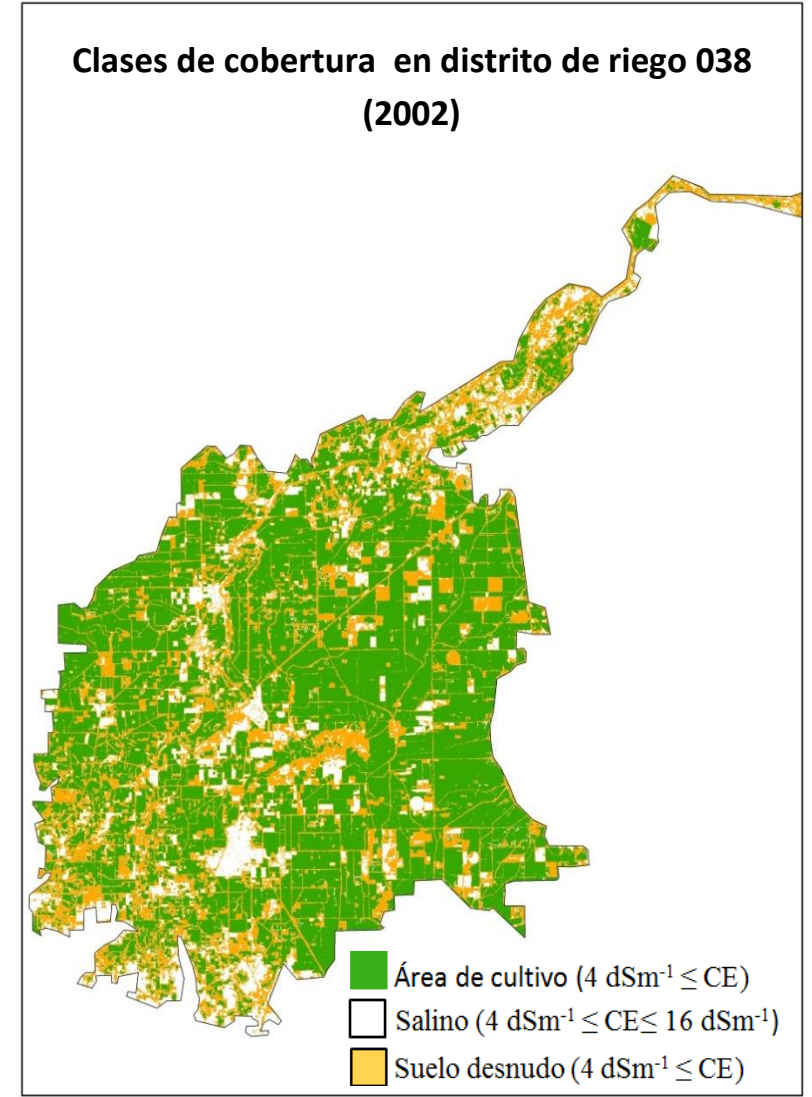 Clases de cobertura en distrito de riego 038
(2002)
Área de cultivo (4 dSm⁻¹ ≤ CE)
Salino (4 dSm⁻¹ ≤ CE≤ 16 dSm⁻¹)
Suelo desnudo (4 dSm⁻¹ ≤ CE)